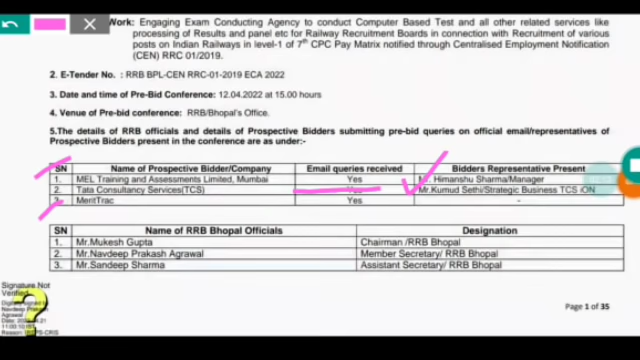 Work: Engaging Exam Conducting Agency to conduct Computer Based Test and all other related services like
processing of Results and panel etc for Railway Recruitment Boards in connection with Recruitment of various
posts on Indian Railways in level-1 of 7th CPC Pay Matrix notified through Centralised Employment Notification
(CEN) RRC 01/2019.
2. E-Tender No. : RRB BPL-CEN RRC-01-2019 ECA 2022
3. Date and time of Pre-Bid Conference: 12.04.2022 at 15.00 hours
4. Venue of Pre-bid conference: RRB/Bhopal's Office.
5.The details of RRB officials and details of Prospective Bidders submitting pre-bid queries on official email/representatives of
Prospective Bidders present in the conference are as under:-
SN Name of Prospective Bidder/Company Email queries received Bidders Representative Present
1. MEL Training and Assessments Limited, Mumbai Yes Mr. Himanshu Sharma/Manager
2. Tata Consultancy Services(TCS) Yes Mr.Kumud Sethi/Strategic Business TCS iON
3. MeritTrac Yes -
SN Name of RRB Bhopal Officials Designation
1. Mr.Mukesh Gupta Chairman /RRB Bhopal
2. Mr.Navdeep Prakash Agrawal Member Secretary/ RRB Bhopal
3. Mr.Sandeep Sharma Assistant Secretary/ RRB Bhopal
Signature Not
Verified
Digitally signed by
Navdeep Prakash
Agrawal
Page 1 of 35